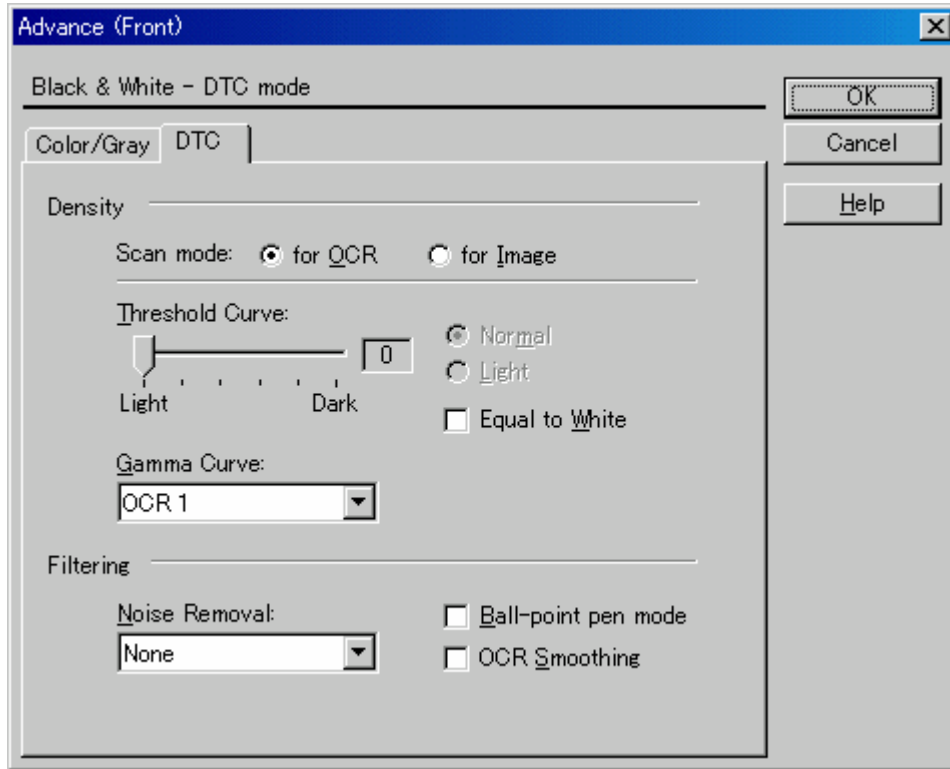 Advance (Front)
Black & White - DTC mode
OK
Color/Gray DTC
Cancel
Density
Help
Scan mode: for OCR for Image
Threshold Curve:
0
Normal
Light
Light Dark
Equal to White
Gamma Curve:
OCR 1
Filtering
Noise Removal:
Ball-point pen mode
None
OCR Smoothing